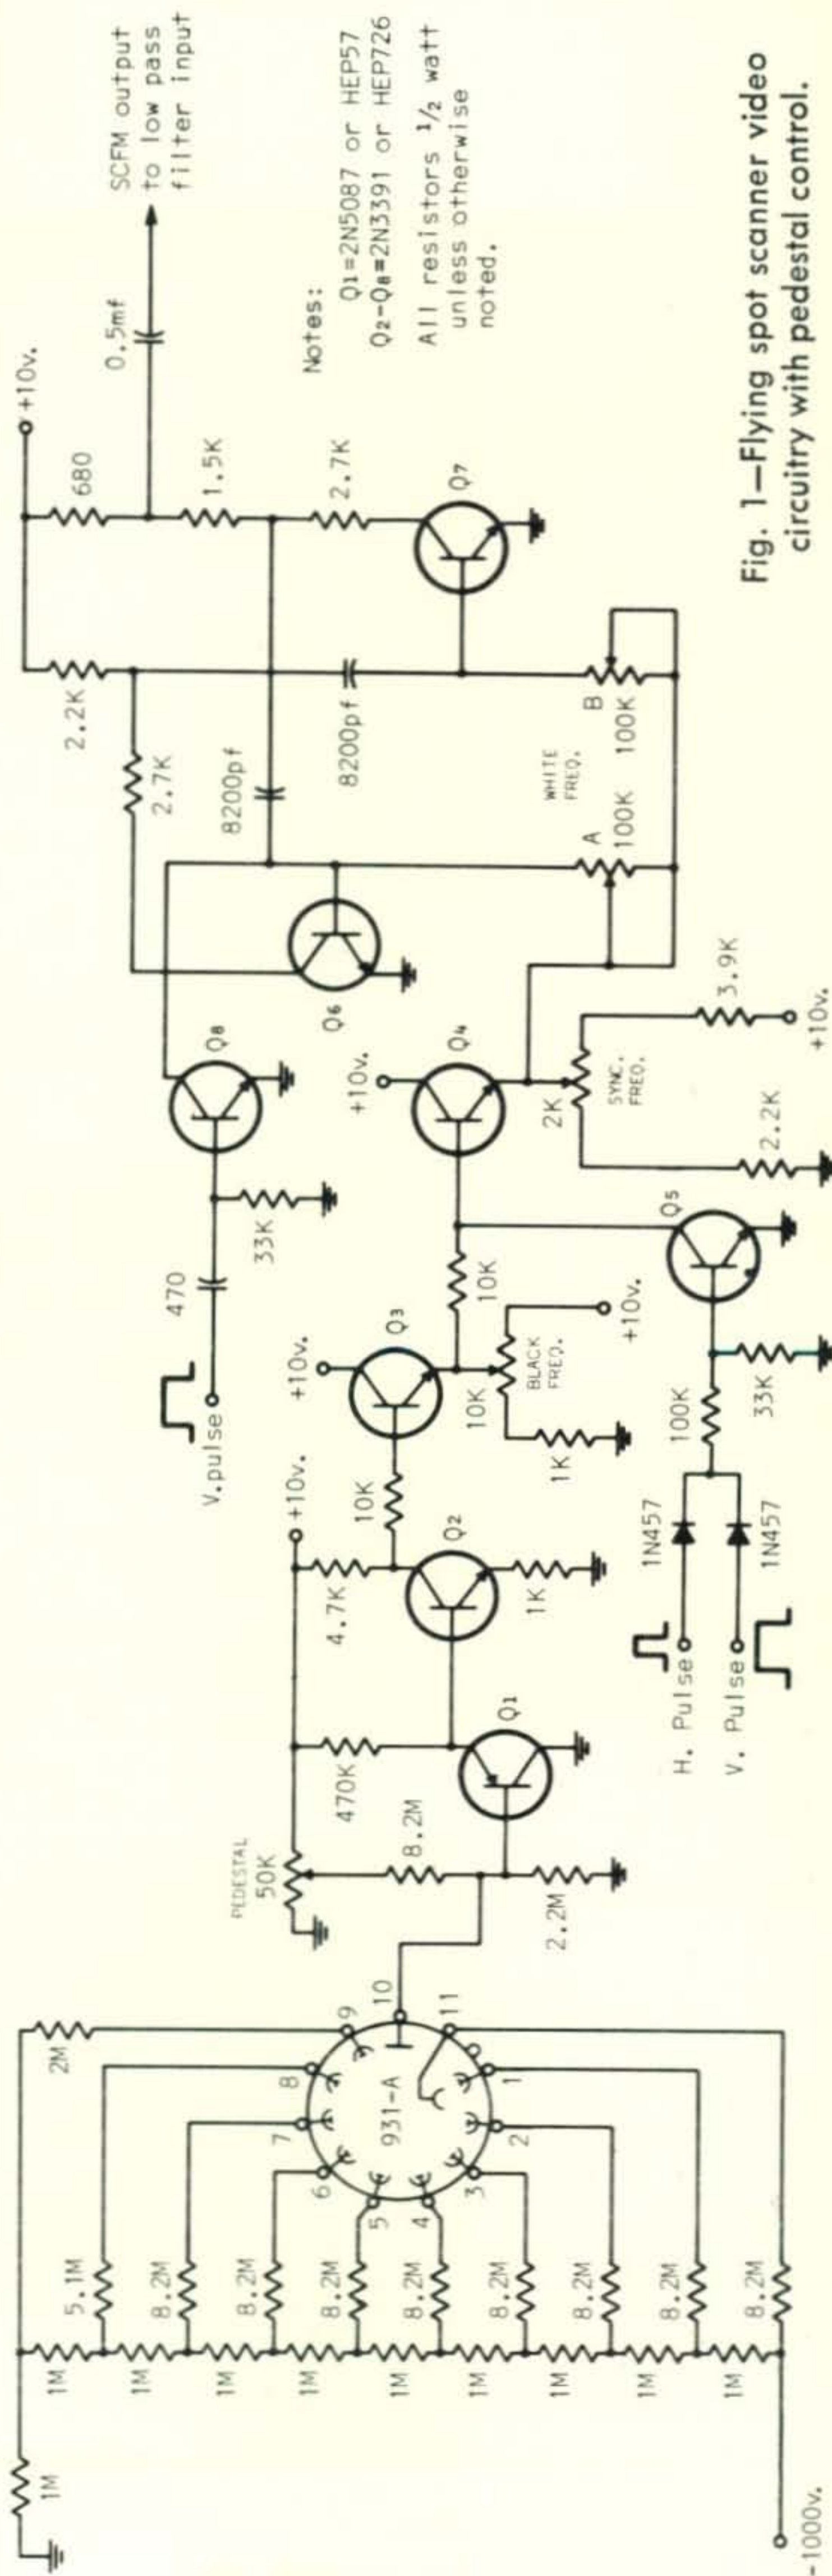 -1000v.
1M
1M
1M
1M
1M
1M
1M
1M
1M
1M
5.1M
8.2M
8.2M
8.2M
8.2M
8.2M
8.2M
8.2M
8.2M
2M
931-A
1
2
3
4
5
6
7
8
9
10
11
PEDESTAL
50K
8.2M
2.2M
470K
Q1
4.7K
+10v.
Q2
1K
10K
+10v.
Q3
10K
BLACK
FREQ.
1K
+10v.
10K
H. Pulse
V. Pulse
1N457
1N457
100K
33K
Q5
V.pulse
470
33K
Q8
+10v.
Q4
2K
SYNC.
FREQ.
2.2K
3.9K
+10v.
Q6
2.7K
2.2K
8200pf
8200pf
WHITE
FREQ.
A
100K
B
100K
+10v.
680
1.5K
2.7K
Q7
0.5mf
SCFM output
to low pass
filter input
Notes:
Q1=2N5087 or HEP57
Q2-Q8=2N3391 or HEP726
All resistors 1/2 watt
unless otherwise
noted.
Fig. 1—Flying spot scanner video
circuitry with pedestal control.